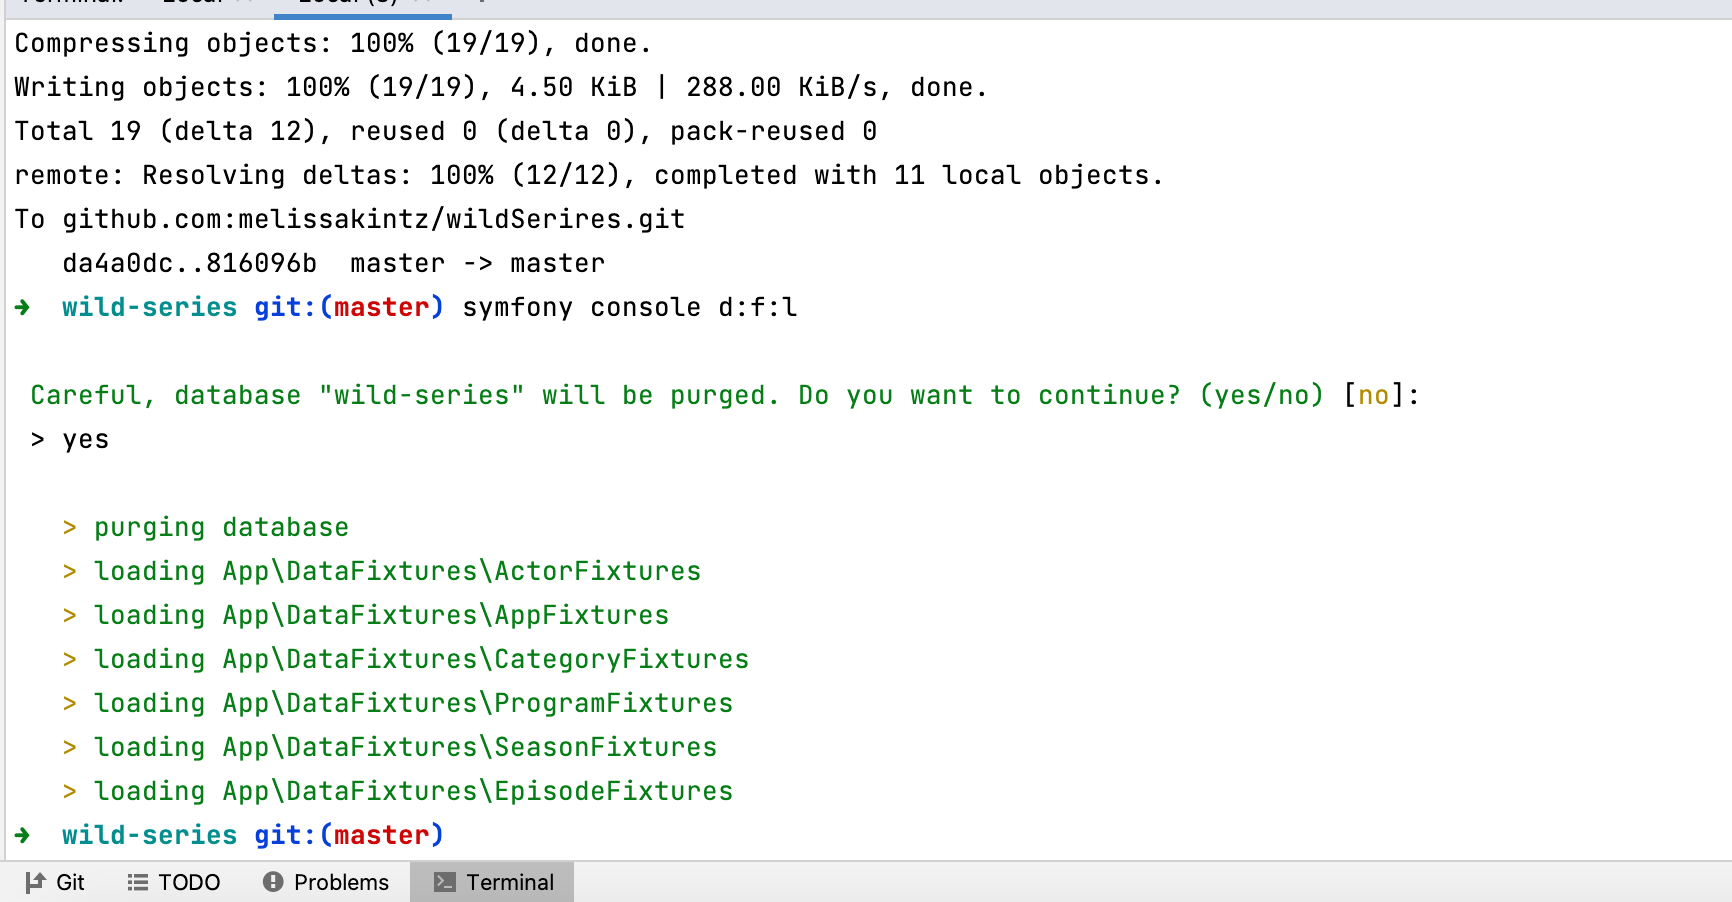 Compressing objects: 100% (19/19), done.
Writing objects: 100% (19/19), 4.50 KiB | 288.00 KiB/s, done.
Total 19 (delta 12), reused 0 (delta 0), pack-reused 0
remote: Resolving deltas: 100% (12/12), completed with 11 local objects.
To github.com:melissakintz/wildSerires.git
da4a0dc..816096b  master -> master
→ wild-series git:(master) symfony console d:f:l
Careful, database "wild-series" will be purged. Do you want to continue? (yes/no) [no]:
> yes
> purging database
> loading App\DataFixtures\ActorFixtures
> loading App\DataFixtures\AppFixtures
> loading App\DataFixtures\CategoryFixtures
> loading App\DataFixtures\ProgramFixtures
> loading App\DataFixtures\SeasonFixtures
> loading App\DataFixtures\EpisodeFixtures
→ wild-series git:(master)
Git TODO Problems Terminal